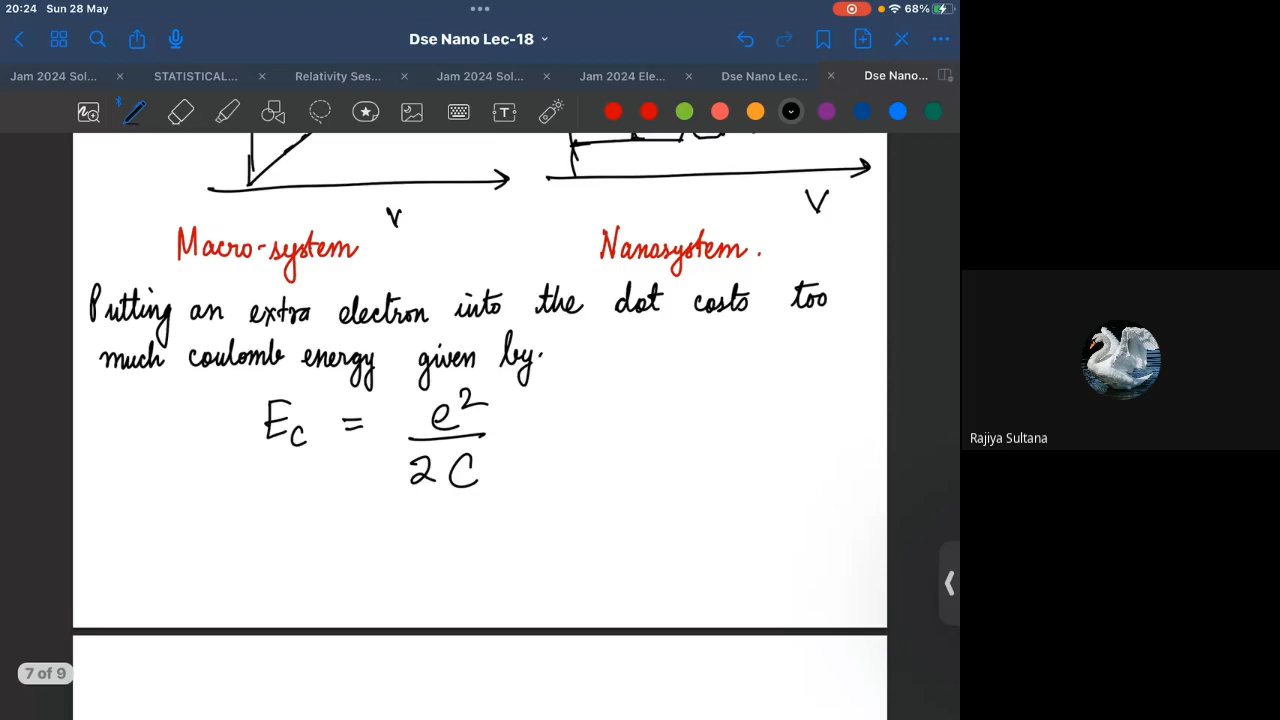 20:24 Sun 28 May
68%
Dse Nano Lec-18
Jam 2024 Sol...
STATISTICAL...
Relativity Ses...
Jam 2024 Sol...
Jam 2024 Ele...
Dse Nano Lec...
Dse Nano...
V
V
Macro-system
Nanosystem.
Putting an extra electron into the dot costs too
much coulomb energy given by.
E_C = e²/2C
Rajiya Sultana
7 of 9